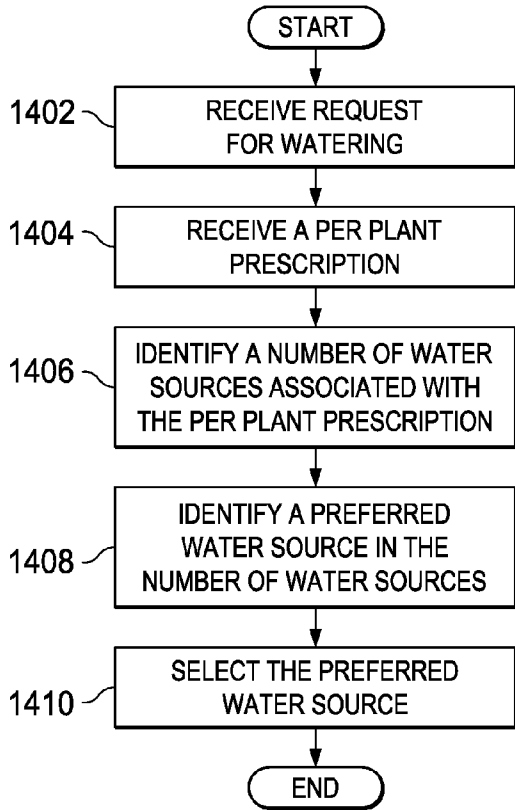 START
1402
RECEIVE REQUEST
FOR WATERING
1404
RECEIVE A PER PLANT
PRESCRIPTION
1406
IDENTIFY A NUMBER OF WATER
SOURCES ASSOCIATED WITH
THE PER PLANT PRESCRIPTION
1408
IDENTIFY A PREFERRED
WATER SOURCE IN THE
NUMBER OF WATER SOURCES
1410
SELECT THE PREFERRED
WATER SOURCE
END